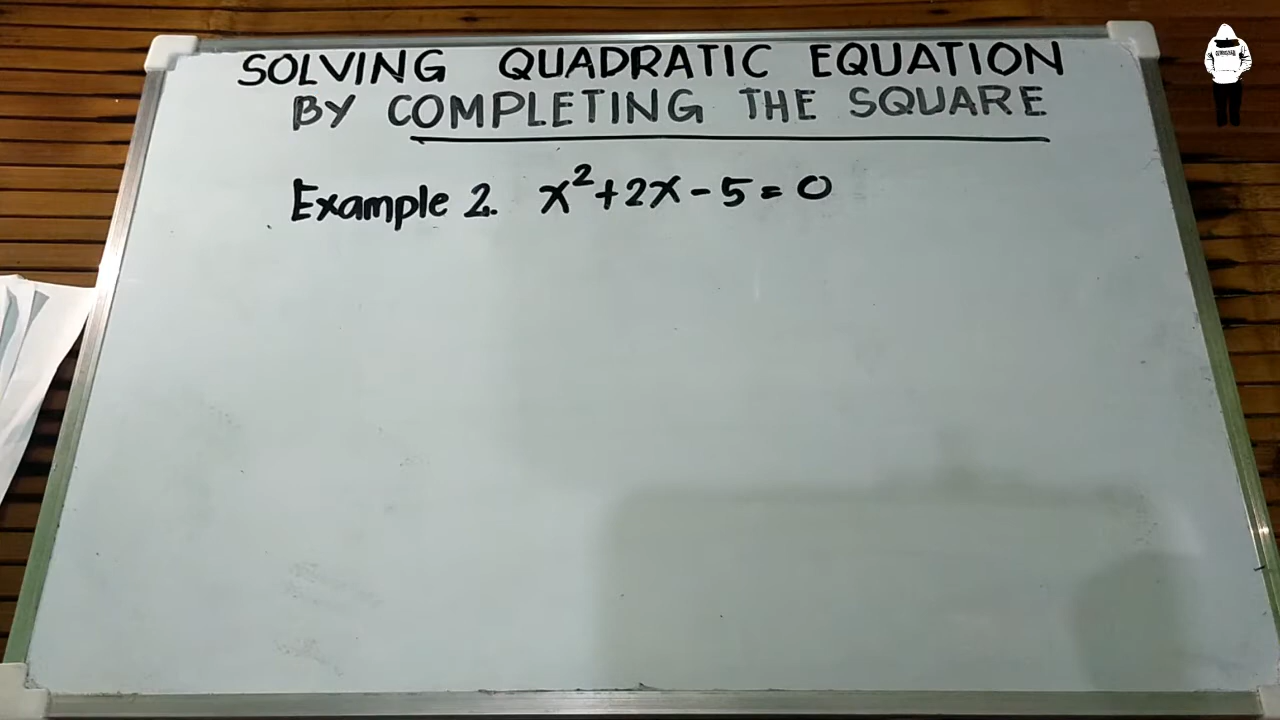 SOLVING QUADRATIC EQUATION
BY COMPLETING THE SQUARE
Example 2. x²+2x-5=0